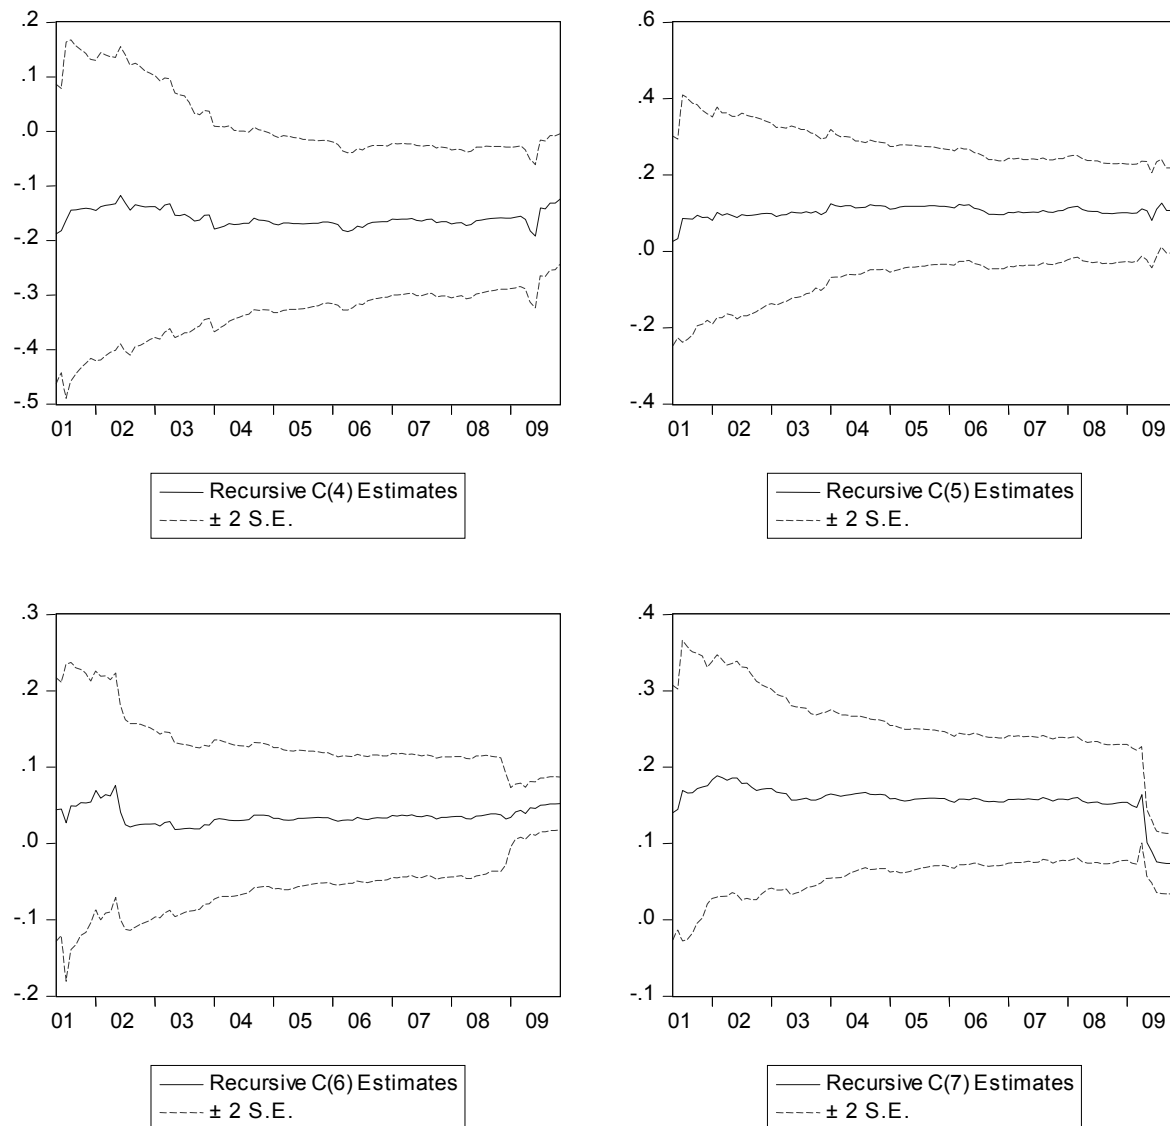 .2
.1
.0
-.1
-.2
-.3
-.4
-.5
01 02 03 04 05 06 07 08 09
Recursive C(4) Estimates
± 2 S.E.
.6
.4
.2
.0
-.2
-.4
01 02 03 04 05 06 07 08 09
Recursive C(5) Estimates
± 2 S.E.
.3
.2
.1
.0
-.1
-.2
01 02 03 04 05 06 07 08 09
Recursive C(6) Estimates
± 2 S.E.
.4
.3
.2
.1
.0
-.1
01 02 03 04 05 06 07 08 09
Recursive C(7) Estimates
± 2 S.E.